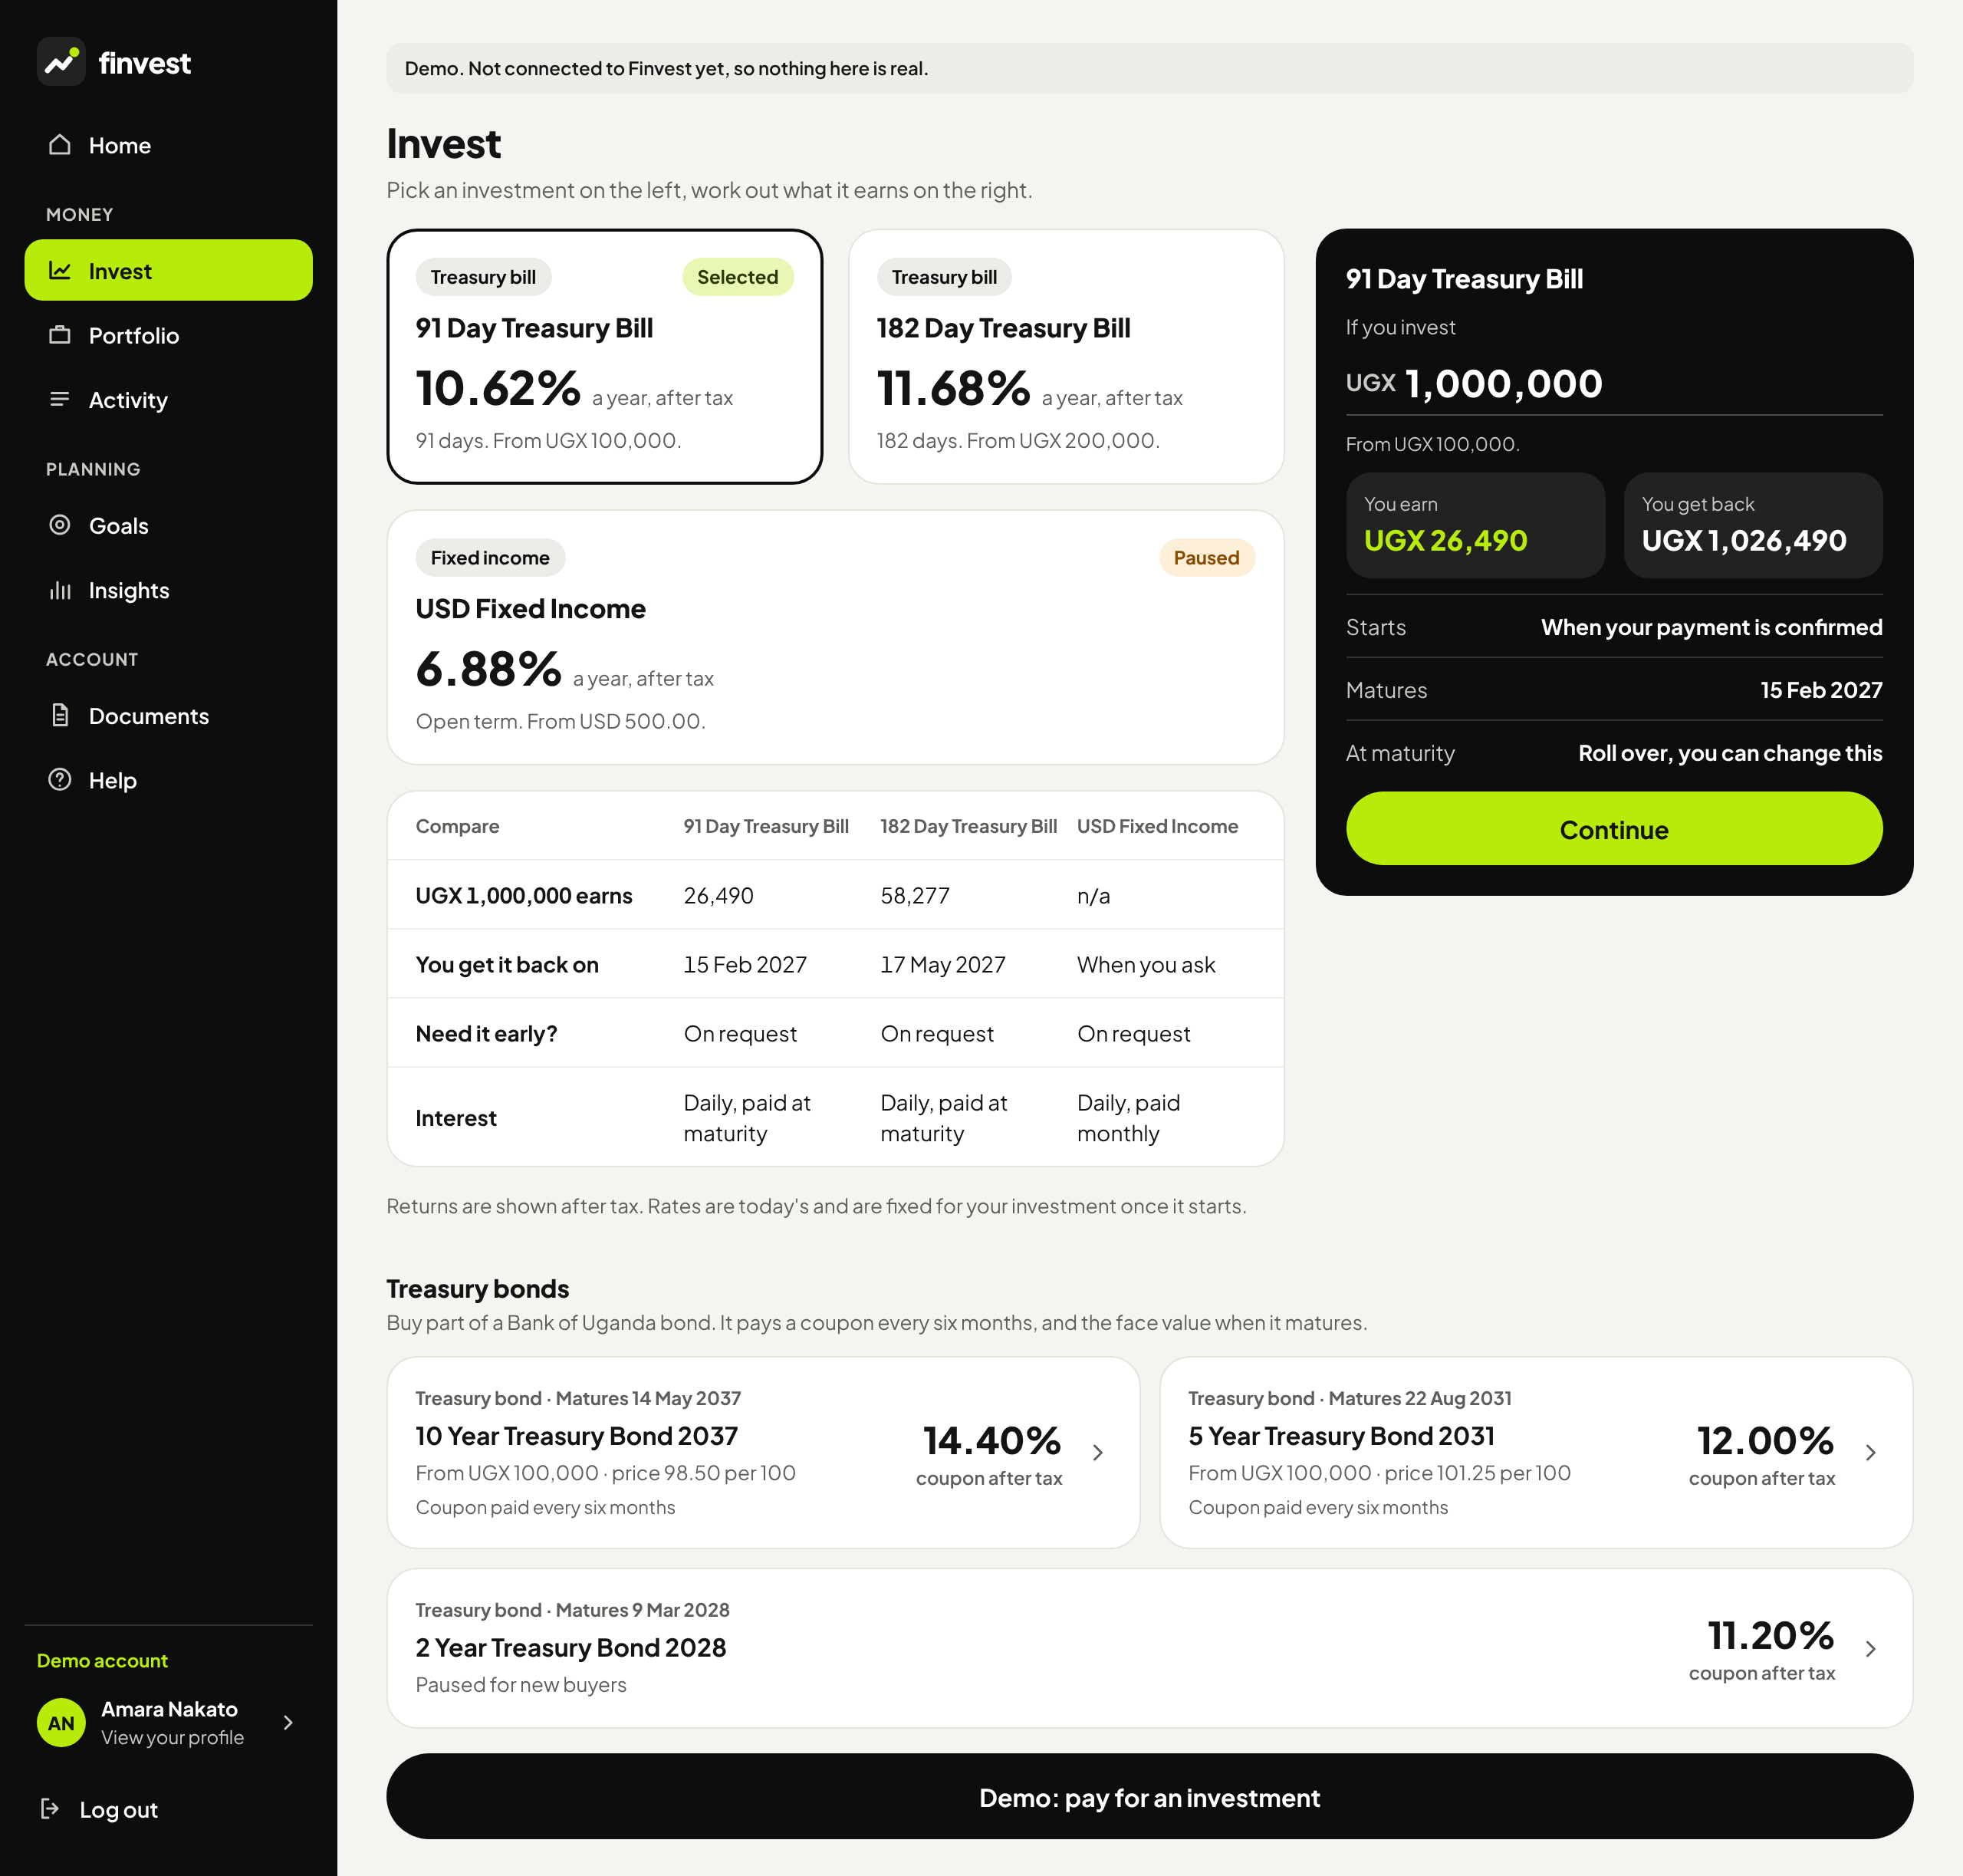 finvest
Home
MONEY
Invest
Portfolio
Activity
PLANNING
Goals
Insights
ACCOUNT
Documents
Help
Demo account
AN
Amara Nakato
View your profile
Log out
Demo. Not connected to Finvest yet, so nothing here is real.
Invest
Pick an investment on the left, work out what it earns on the right.
Treasury bill
Selected
91 Day Treasury Bill
10.62% a year, after tax
91 days. From UGX 100,000.
Treasury bill
182 Day Treasury Bill
11.68% a year, after tax
182 days. From UGX 200,000.
Fixed income
Paused
USD Fixed Income
6.88% a year, after tax
Open term. From USD 500.00.
Compare 91 Day Treasury Bill 182 Day Treasury Bill USD Fixed Income
UGX 1,000,000 earns 26,490 58,277 n/a
You get it back on 15 Feb 2027 17 May 2027 When you ask
Need it early? On request On request On request
Interest Daily, paid at maturity Daily, paid at maturity Daily, paid monthly
Returns are shown after tax. Rates are today's and are fixed for your investment once it starts.
91 Day Treasury Bill
If you invest
UGX 1,000,000
From UGX 100,000.
You earn
UGX 26,490
You get back
UGX 1,026,490
Starts When your payment is confirmed
Matures 15 Feb 2027
At maturity Roll over, you can change this
Continue
Treasury bonds
Buy part of a Bank of Uganda bond. It pays a coupon every six months, and the face value when it matures.
Treasury bond · Matures 14 May 2037
10 Year Treasury Bond 2037
From UGX 100,000 · price 98.50 per 100
Coupon paid every six months
14.40%
coupon after tax
Treasury bond · Matures 22 Aug 2031
5 Year Treasury Bond 2031
From UGX 100,000 · price 101.25 per 100
Coupon paid every six months
12.00%
coupon after tax
Treasury bond · Matures 9 Mar 2028
2 Year Treasury Bond 2028
Paused for new buyers
11.20%
coupon after tax
Demo: pay for an investment